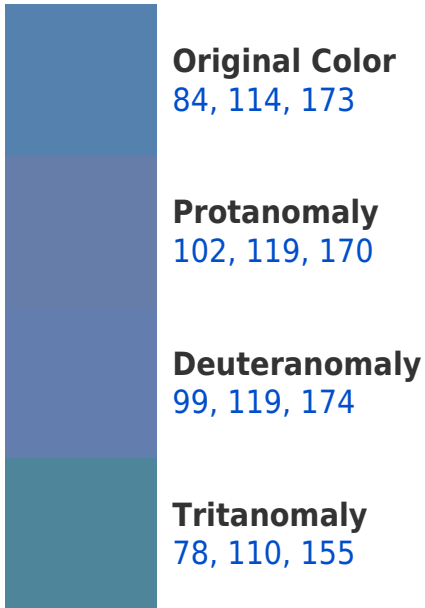 Original Color
84, 114, 173
Protanomaly
102, 119, 170
Deuteranomaly
99, 119, 174
Tritanomaly
78, 110, 155